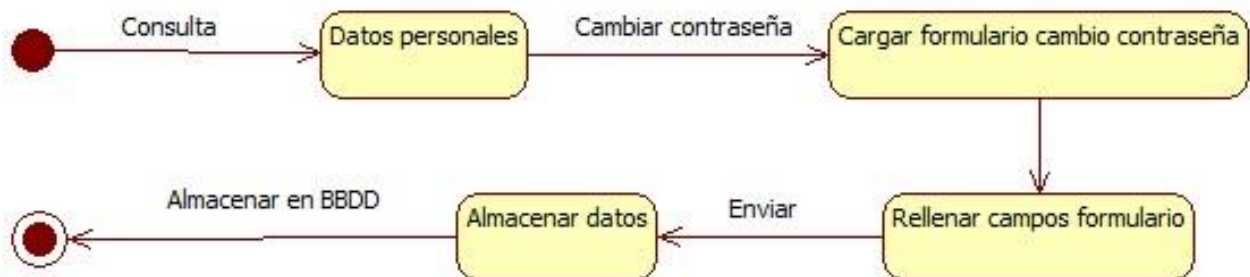 Consulta
Datos personales
Cambiar contraseña
Cargar formulario cambio contraseña
Almacenar en BBDD
Almacenar datos
Enviar
Rellenar campos formulario